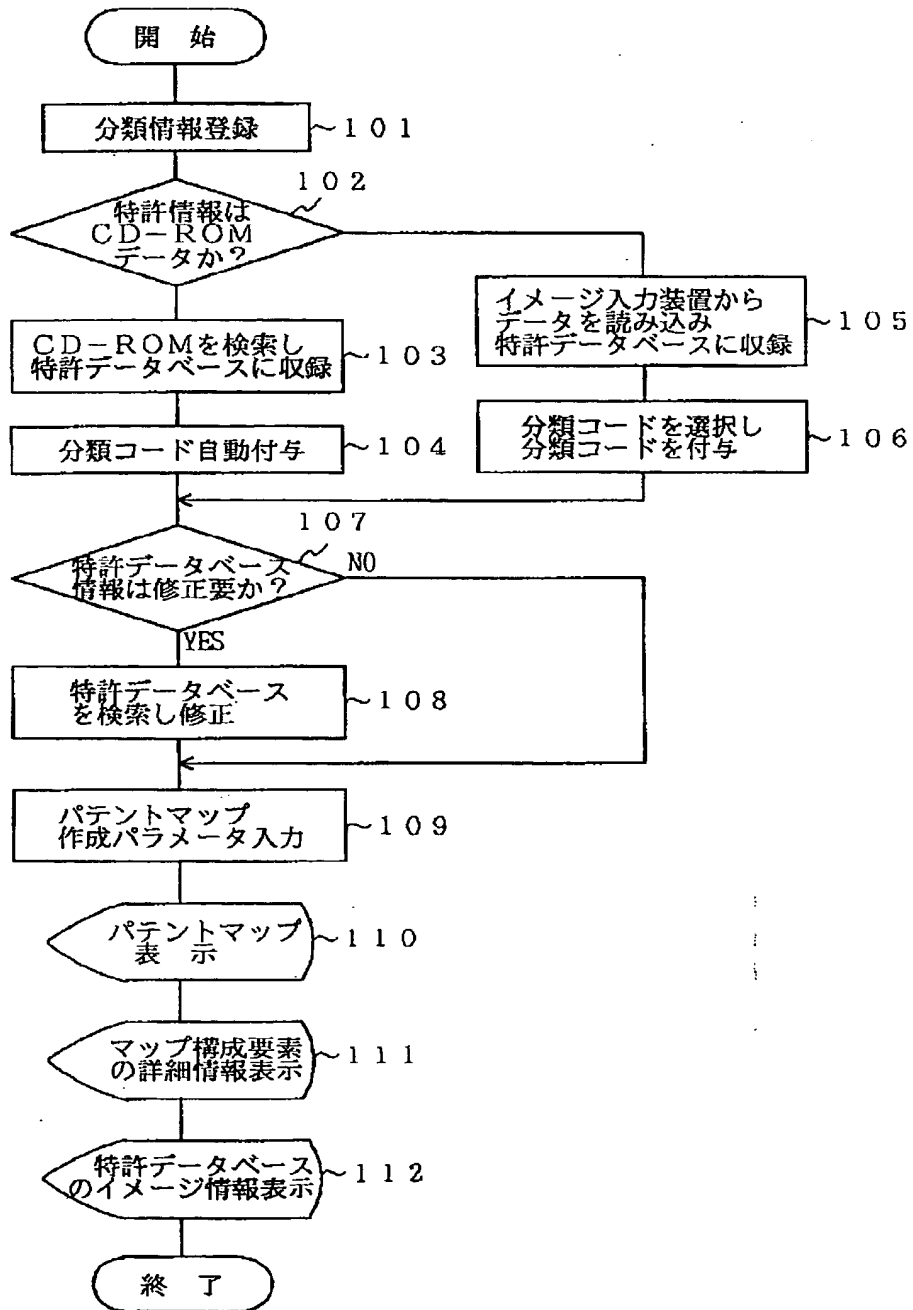 開 始
分類情報登録
~101
102
特許情報は
CD-ROM
データか?
CD-ROMを検索し
特許データベースに収録
~103
分類コード自動付与
~104
イメージ入力装置から
データを読み込み
特許データベースに収録
~105
分類コードを選択し
分類コードを付与
~106
107
特許データベース
情報は修正要か?
NO
YES
特許データベース
を検索し修正
~108
パテントマップ
作成パラメータ入力
~109
パテントマップ
表 示
~110
マップ構成要素
の詳細情報表示
~111
特許データベース
のイメージ情報表示
~112
終 了